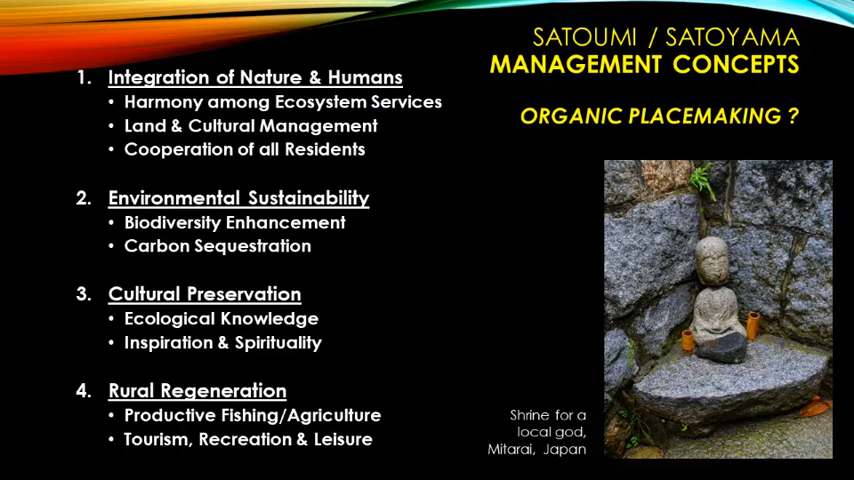 SATOUMI / SATOYAMA
MANAGEMENT CONCEPTS
ORGANIC PLACEMAKING ?
1. Integration of Nature & Humans
• Harmony among Ecosystem Services
• Land & Cultural Management
• Cooperation of all Residents
2. Environmental Sustainability
• Biodiversity Enhancement
• Carbon Sequestration
3. Cultural Preservation
• Ecological Knowledge
• Inspiration & Spirituality
4. Rural Regeneration
• Productive Fishing/Agriculture
• Tourism, Recreation & Leisure
Shrine for a
local god,
Mitarai, Japan